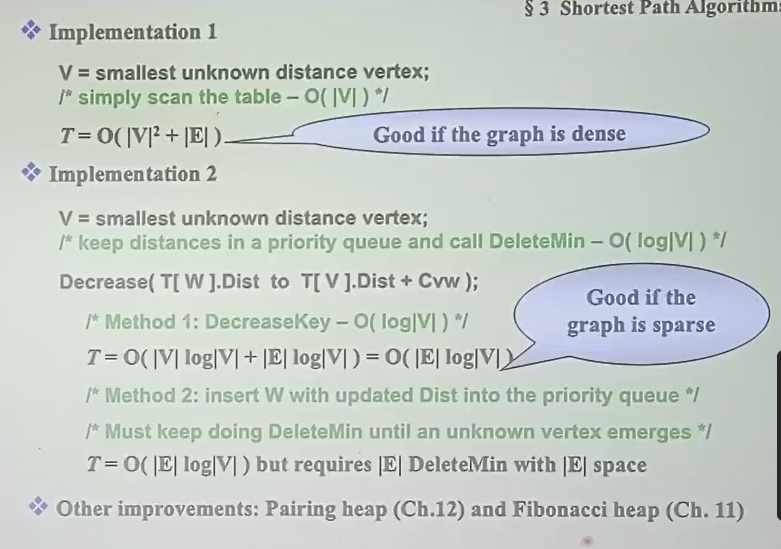 § 3 Shortest Path Algorithm
Implementation 1
V = smallest unknown distance vertex;
/* simply scan the table – O( |V| ) */
T = O( |V|² + |E| )
Good if the graph is dense
Implementation 2
V = smallest unknown distance vertex;
/* keep distances in a priority queue and call DeleteMin – O( log|V| ) */
Decrease( T[ W ].Dist to T[ V ].Dist + Cvw );
Good if the
graph is sparse
/* Method 1: DecreaseKey – O( log|V| ) */
T = O( |V| log|V| + |E| log|V| ) = O( |E| log|V| )
/* Method 2: insert W with updated Dist into the priority queue */
/* Must keep doing DeleteMin until an unknown vertex emerges */
T = O( |E| log|V| ) but requires |E| DeleteMin with |E| space
Other improvements: Pairing heap (Ch.12) and Fibonacci heap (Ch. 11)